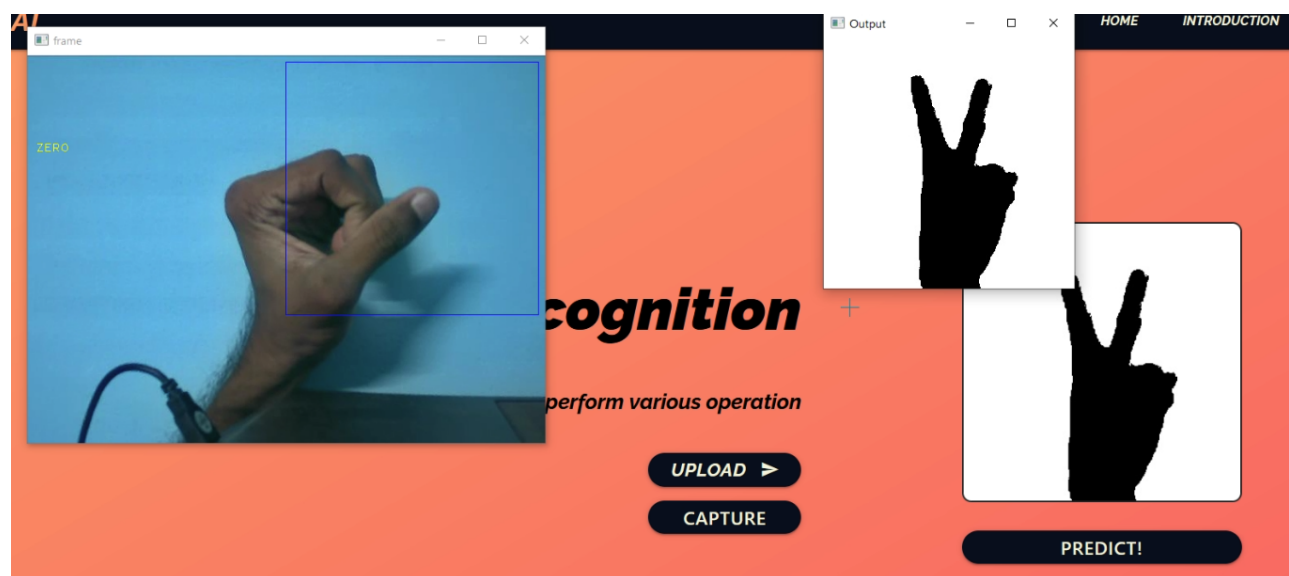 AI
frame
Output
HOME
INTRODUCTION
ZERO
cognition
perform various operation
UPLOAD
CAPTURE
PREDICT!